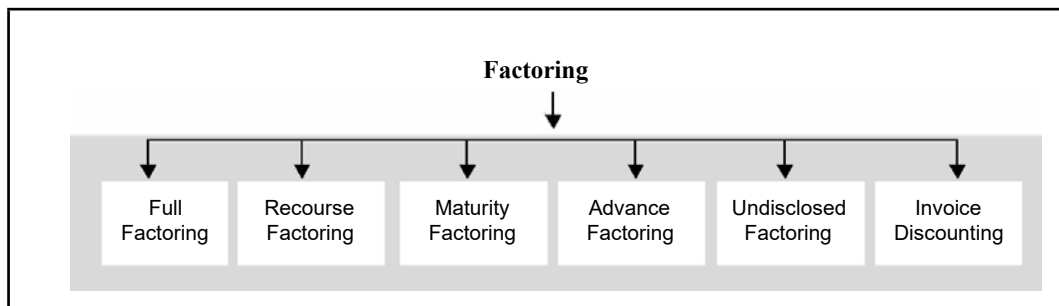 Factoring
Full
Factoring
Recourse
Factoring
Maturity
Factoring
Advance
Factoring
Undisclosed
Factoring
Invoice
Discounting